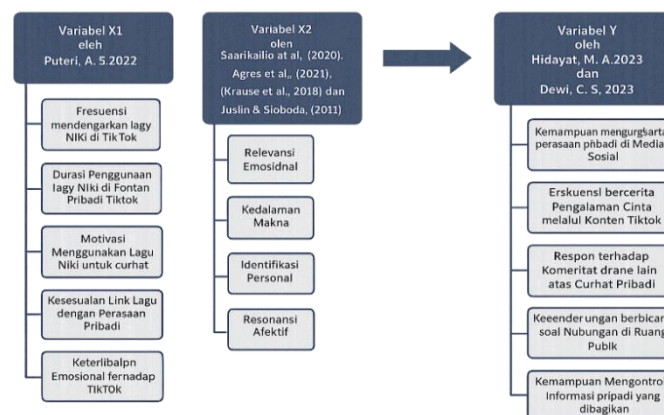 Variabel X1
eleh
Puteri, A. 5.2022
Fresuensi
mendengarkan lagy
NIKi di TikTok
Durasi Penggunaan
lagy NIki di Fontan
Pribadi Tiktok
Motivasi
Menggunakan Lagu
Niki untuk curhat
Kesesualan Link Lagu
dengan Perasaan
Pribadi
Keterlibalpn
Emosional fernadap
TIkTOk
Variabel X2
olen
Saarikailio at al, (2020).
Agres et al,, (2021),
(Krause et al., 2018) dan
Juslin & Sioboda, (2011)
Relevansi
Emosidnal
Kedalaman
Makna
Identifikasi
Personal
Resonansi
Afektif
Variabel Y
oleh
Hidayat, M. A.2023
dan
Dewi, C. S, 2023
Kemampuan
perasaan phbadi di Media
Sosial
Erskuensl bercerita
Pengalaman Cinta
melalul Konten Tiktok
Respon terhadap
Komeritat drane lain
atas Curhat Pribadi
Keeenderungan berbicar
soal Nubungan di Ruang
Publk
Kemampuan Mengontro
Informasi pripadi yang
dibagikan